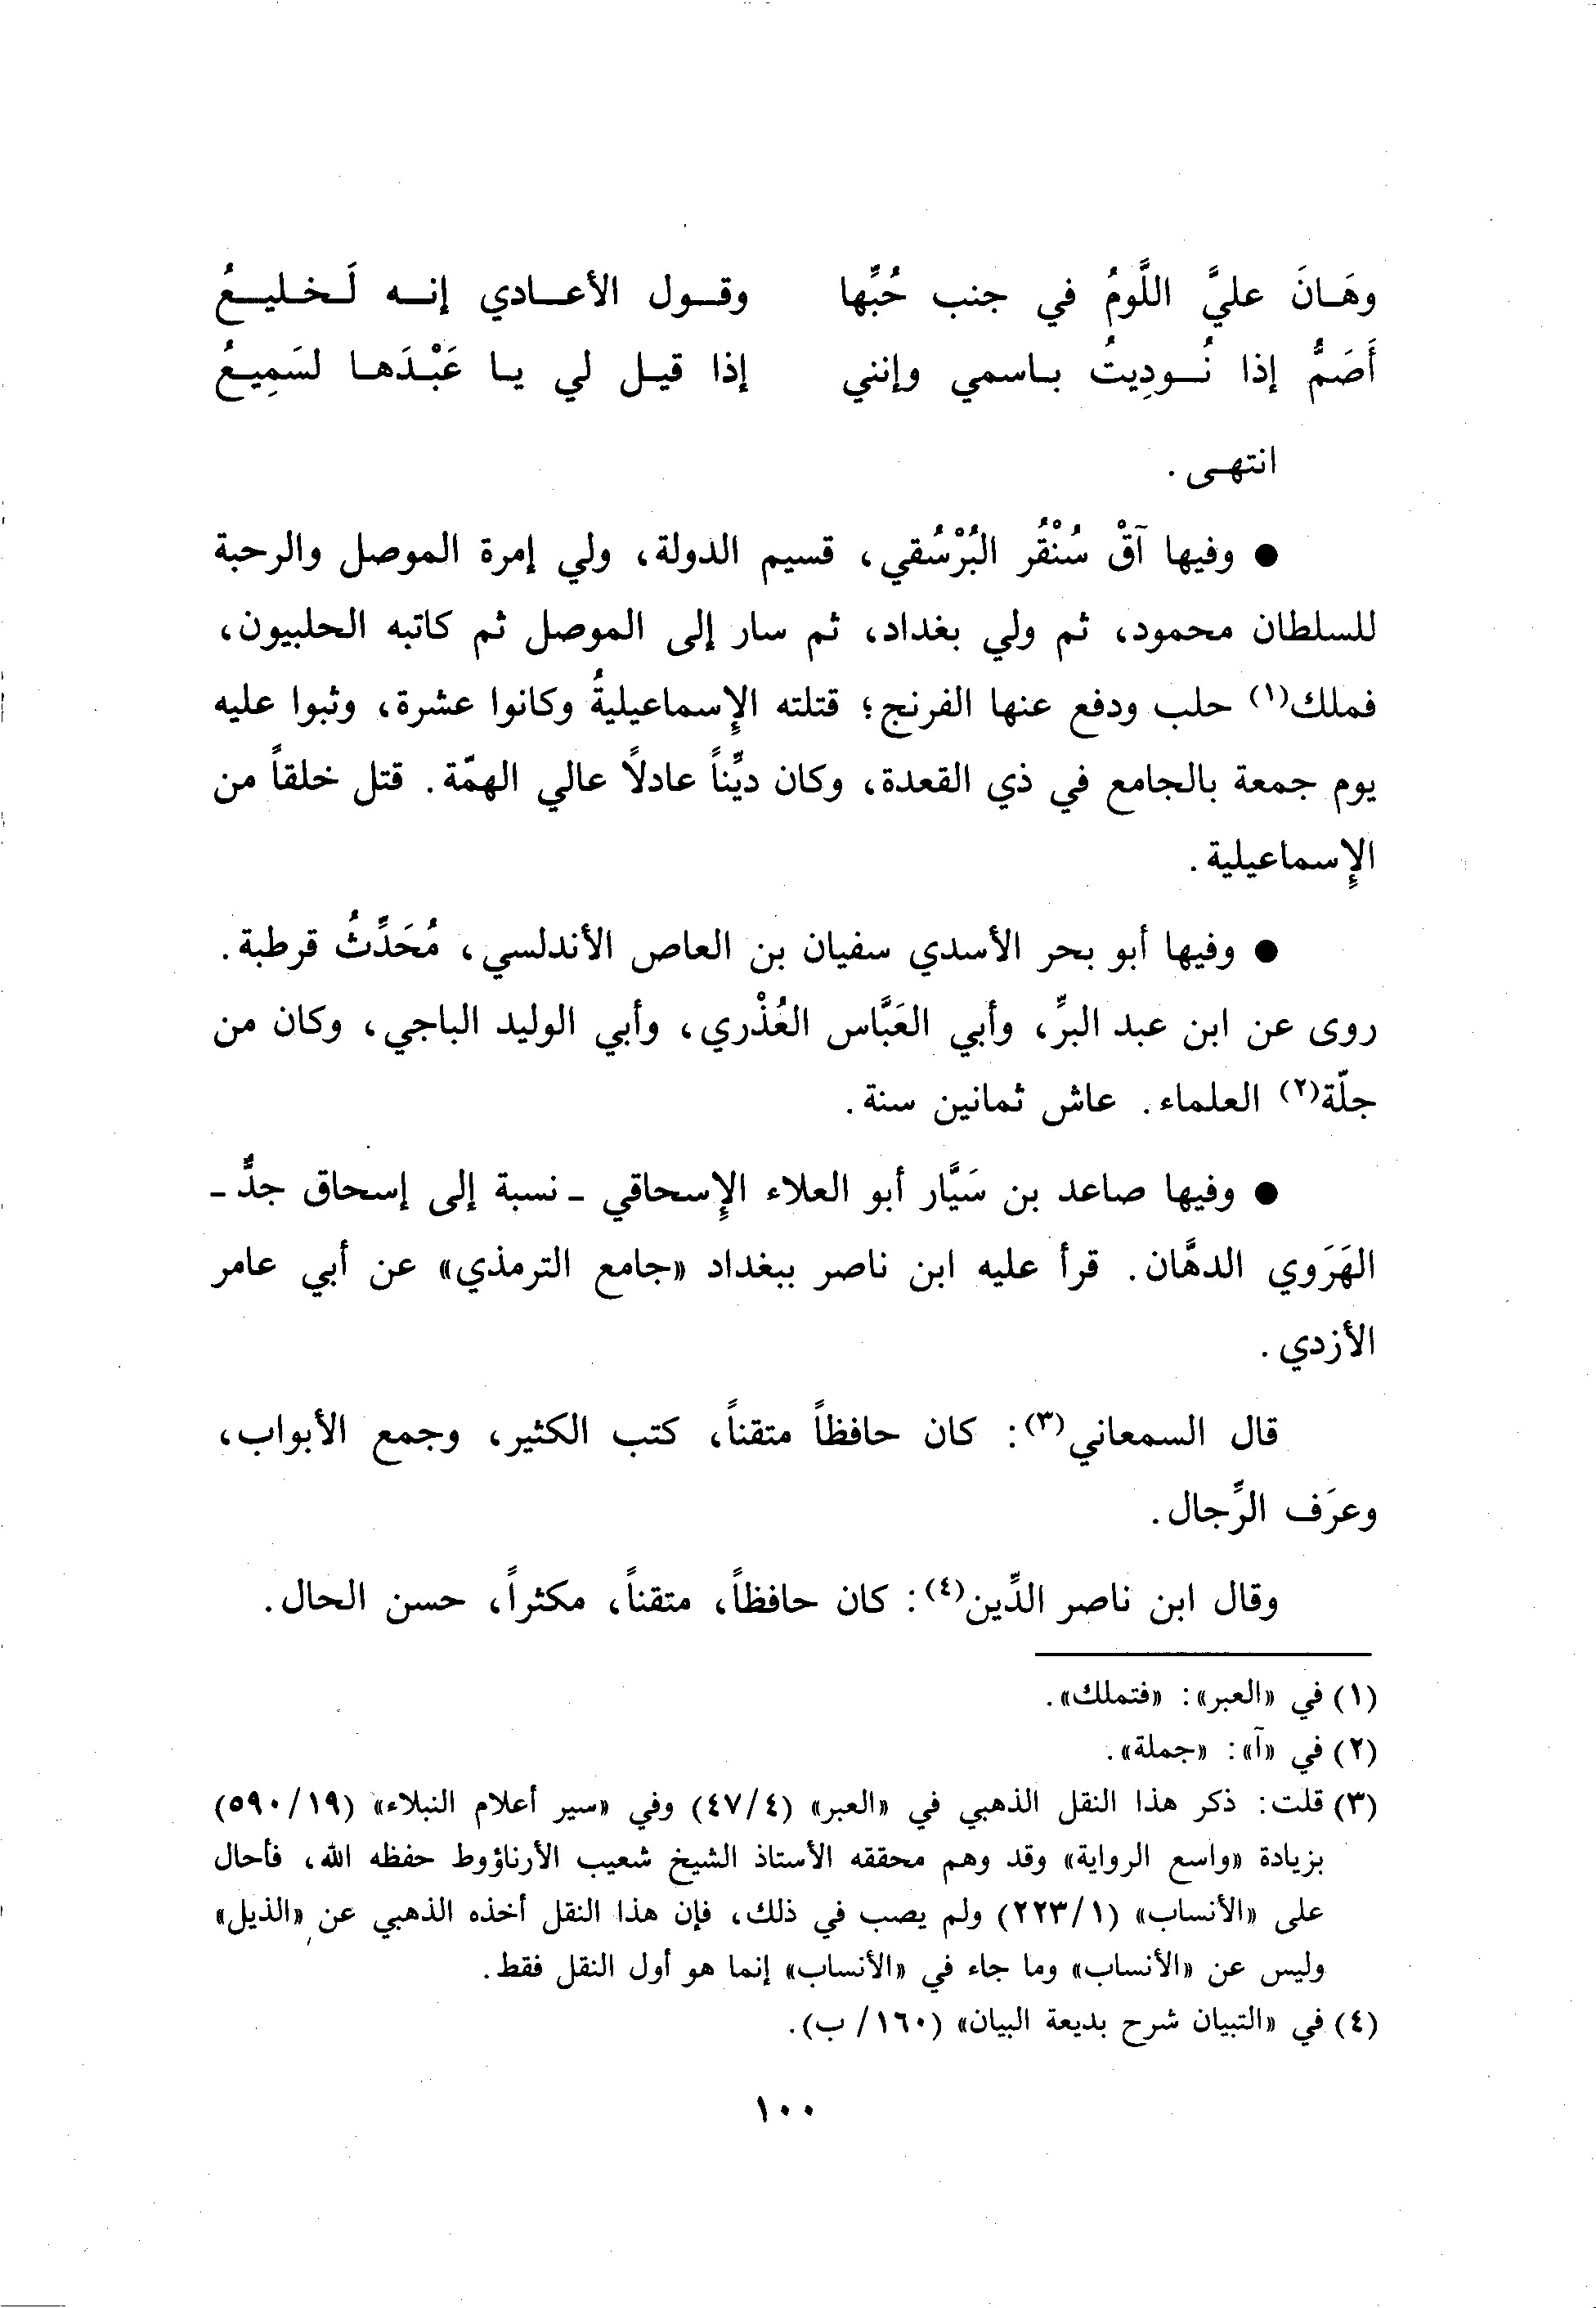 وهَانَ عليَّ اللَّومُ في جنب حُبِّها وقول الأعادي إنه لَخليعُ
أَصَمُّ إذا نُودِيتُ باسمي وإنني إذا قيل لي يا عَبْدَها لسَمِيعُ
انتهى.
● وفيها آقْ سُنْقُر البُرْسُقي، قسيم الدولة، ولي إمرة الموصل والرحبة
للسلطان محمود، ثم ولي بغداد، ثم سار إلى الموصل ثم كاتبه الحلبيون،
فملك(١) حلب ودفع عنها الفرنج؛ قتلته الإسماعيليةُ وكانوا عشرة، وثبوا عليه
يوم جمعة بالجامع في ذي القعدة، وكان ديِّناً عادلاً عالي الهمّة. قتل خلقاً من
الإسماعيلية.
● وفيها أبو بحر الأسدي سفيان بن العاص الأندلسي، مُحَدِّثُ قرطبة.
روى عن ابن عبد البرِّ، وأبي العَبَّاس العُذْري، وأبي الوليد الباجي، وكان من
جلّة(٢) العلماء. عاش ثمانين سنة.
● وفيها صاعد بن سَيَّار أبو العلاء الإسحاقي - نسبة إلى إسحاق جدٍّ -
الهَرَوي الدهَّان. قرأ عليه ابن ناصر ببغداد «جامع الترمذي» عن أبي عامر
الأزدي.
قال السمعاني(٣): كان حافظاً متقناً، كتب الكثير، وجمع الأبواب،
وعرَف الرِّجال.
وقال ابن ناصر الدِّين(٤): كان حافظاً، متقناً، مكثراً، حسن الحال.
(١) في «العبر»: «فتملك».
(٢) في «آ»: «جملة».
(٣) قلت: ذكر هذا النقل الذهبي في «العبر» (٤/٤٧) وفي «سير أعلام النبلاء» (١٩/٥٩٠)
بزيادة «واسع الرواية» وقد وهم محققه الأستاذ الشيخ شعيب الأرناؤوط حفظه الله، فأحال
على «الأنساب» (١/٢٢٣) ولم يصب في ذلك، فإن هذا النقل أخذه الذهبي عن «الذيل»
وليس عن «الأنساب» وما جاء في «الأنساب» إنما هو أول النقل فقط.
(٤) في «التبيان شرح بديعة البيان» (١٦٠/ ب).
١٠٠